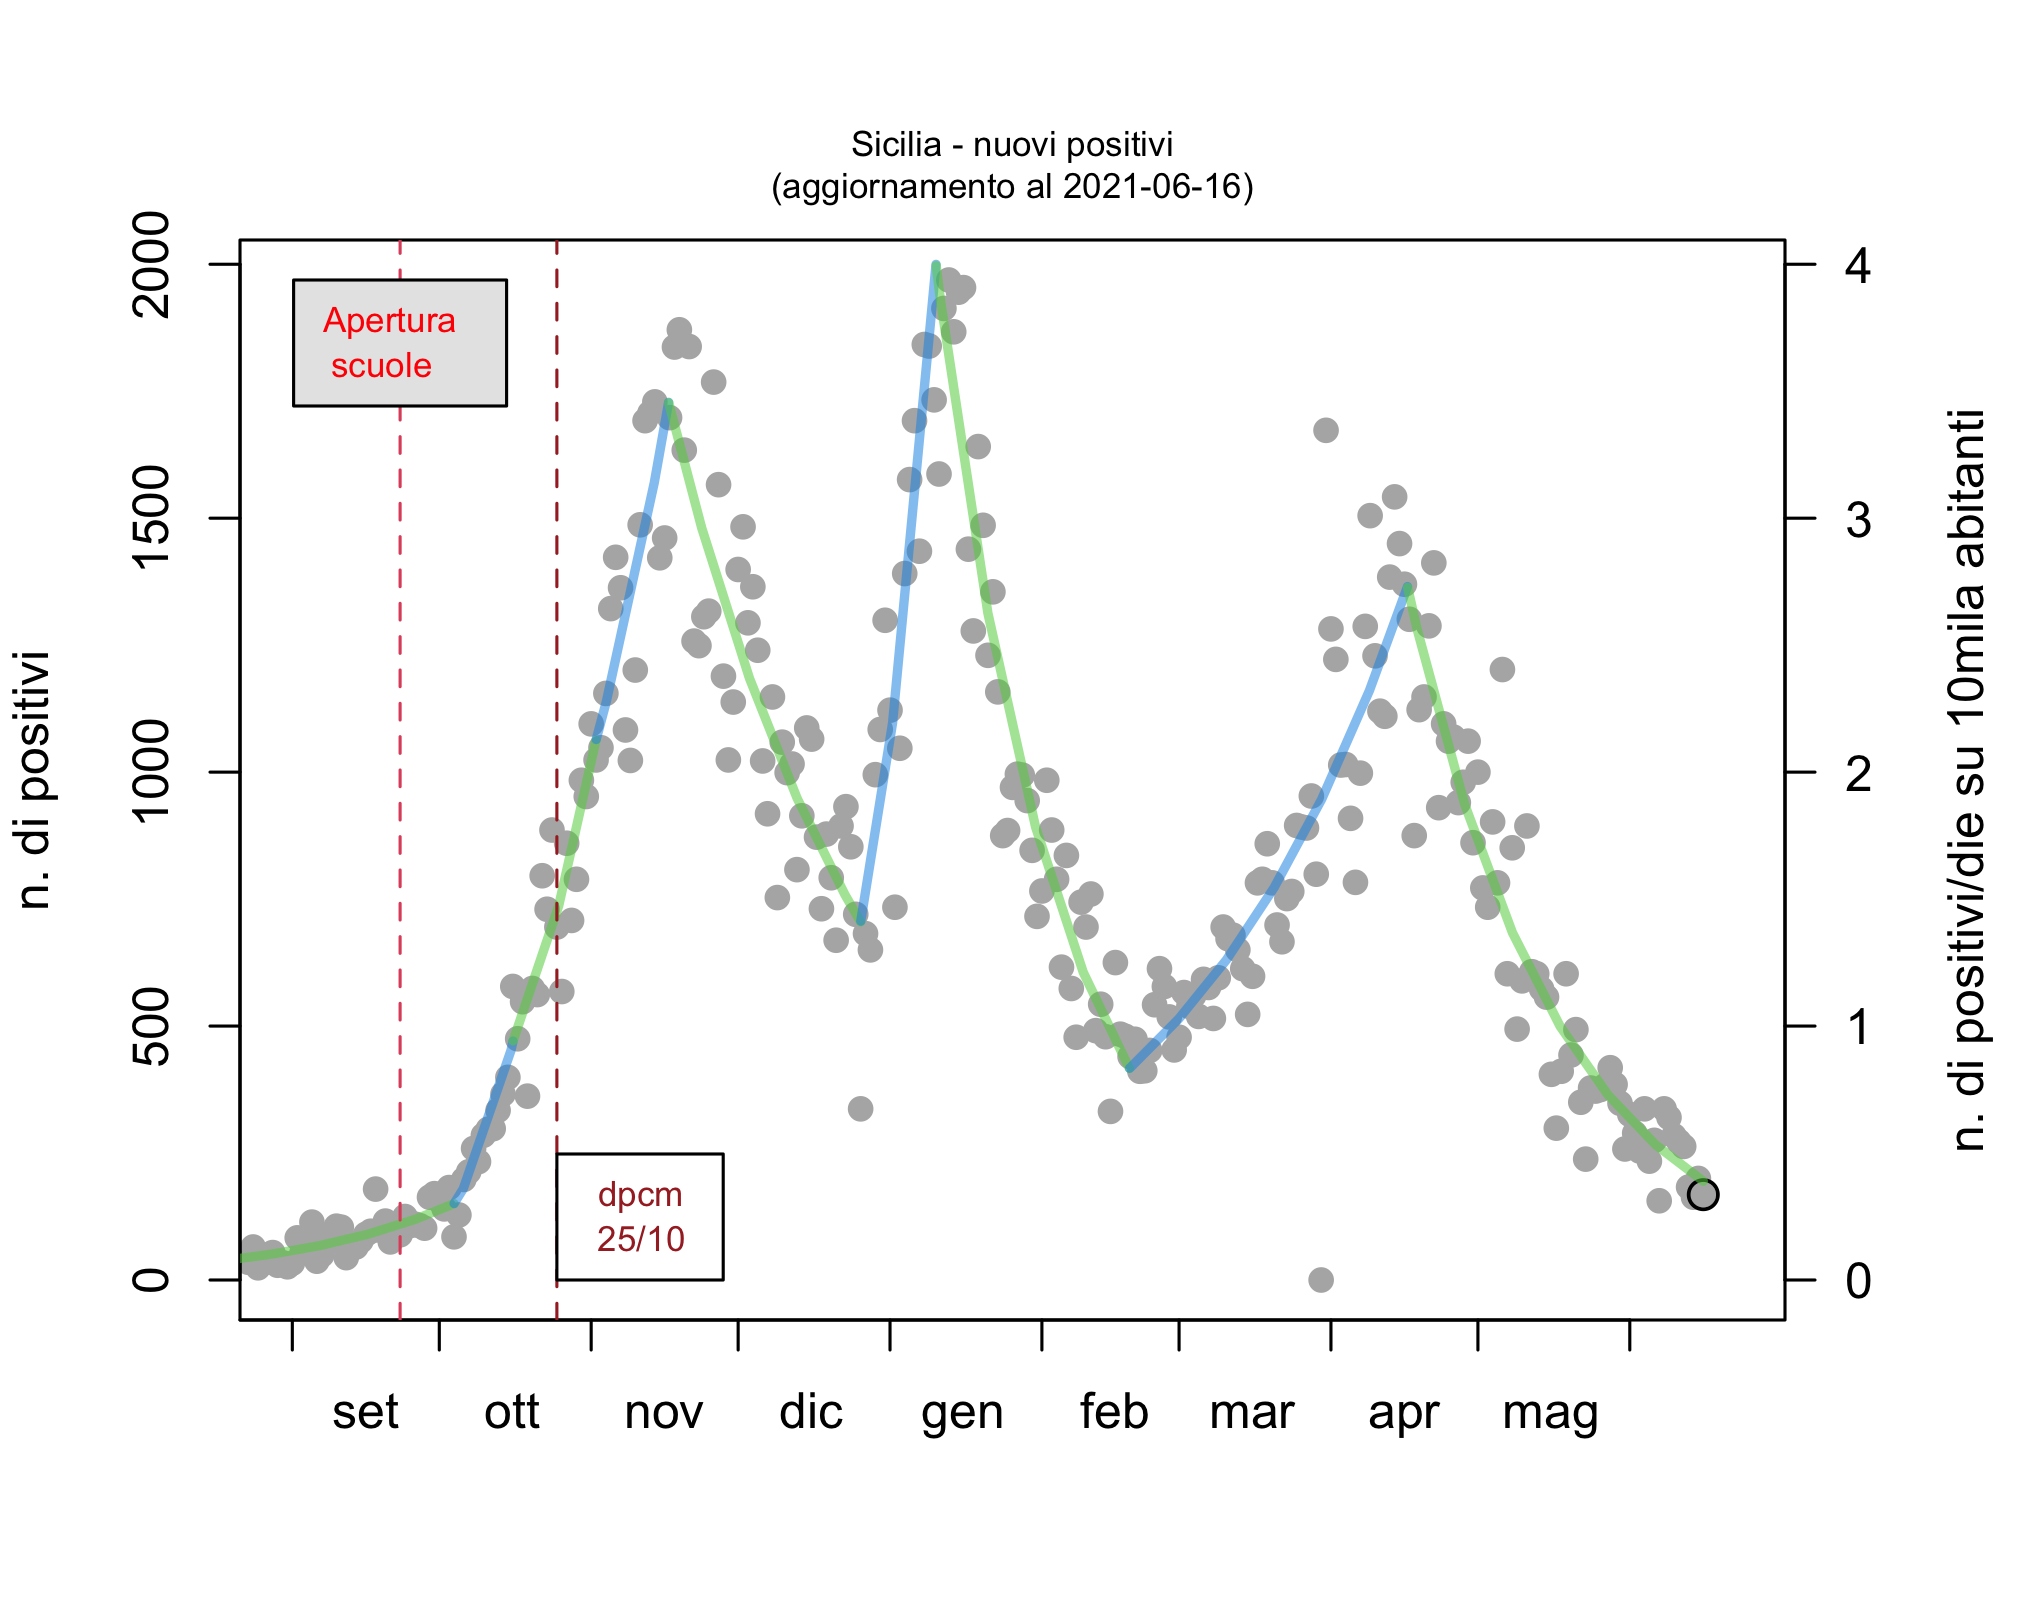 Sicilia - nuovi positivi
(aggiornamento al 2021-06-16)
n. di positivi
2000
1500
1000
500
0
Apertura
scuole
dpcm
25/10
4
3
2
1
0
n. di positivi/die su 10mila abitanti
set ott nov dic gen feb mar apr mag